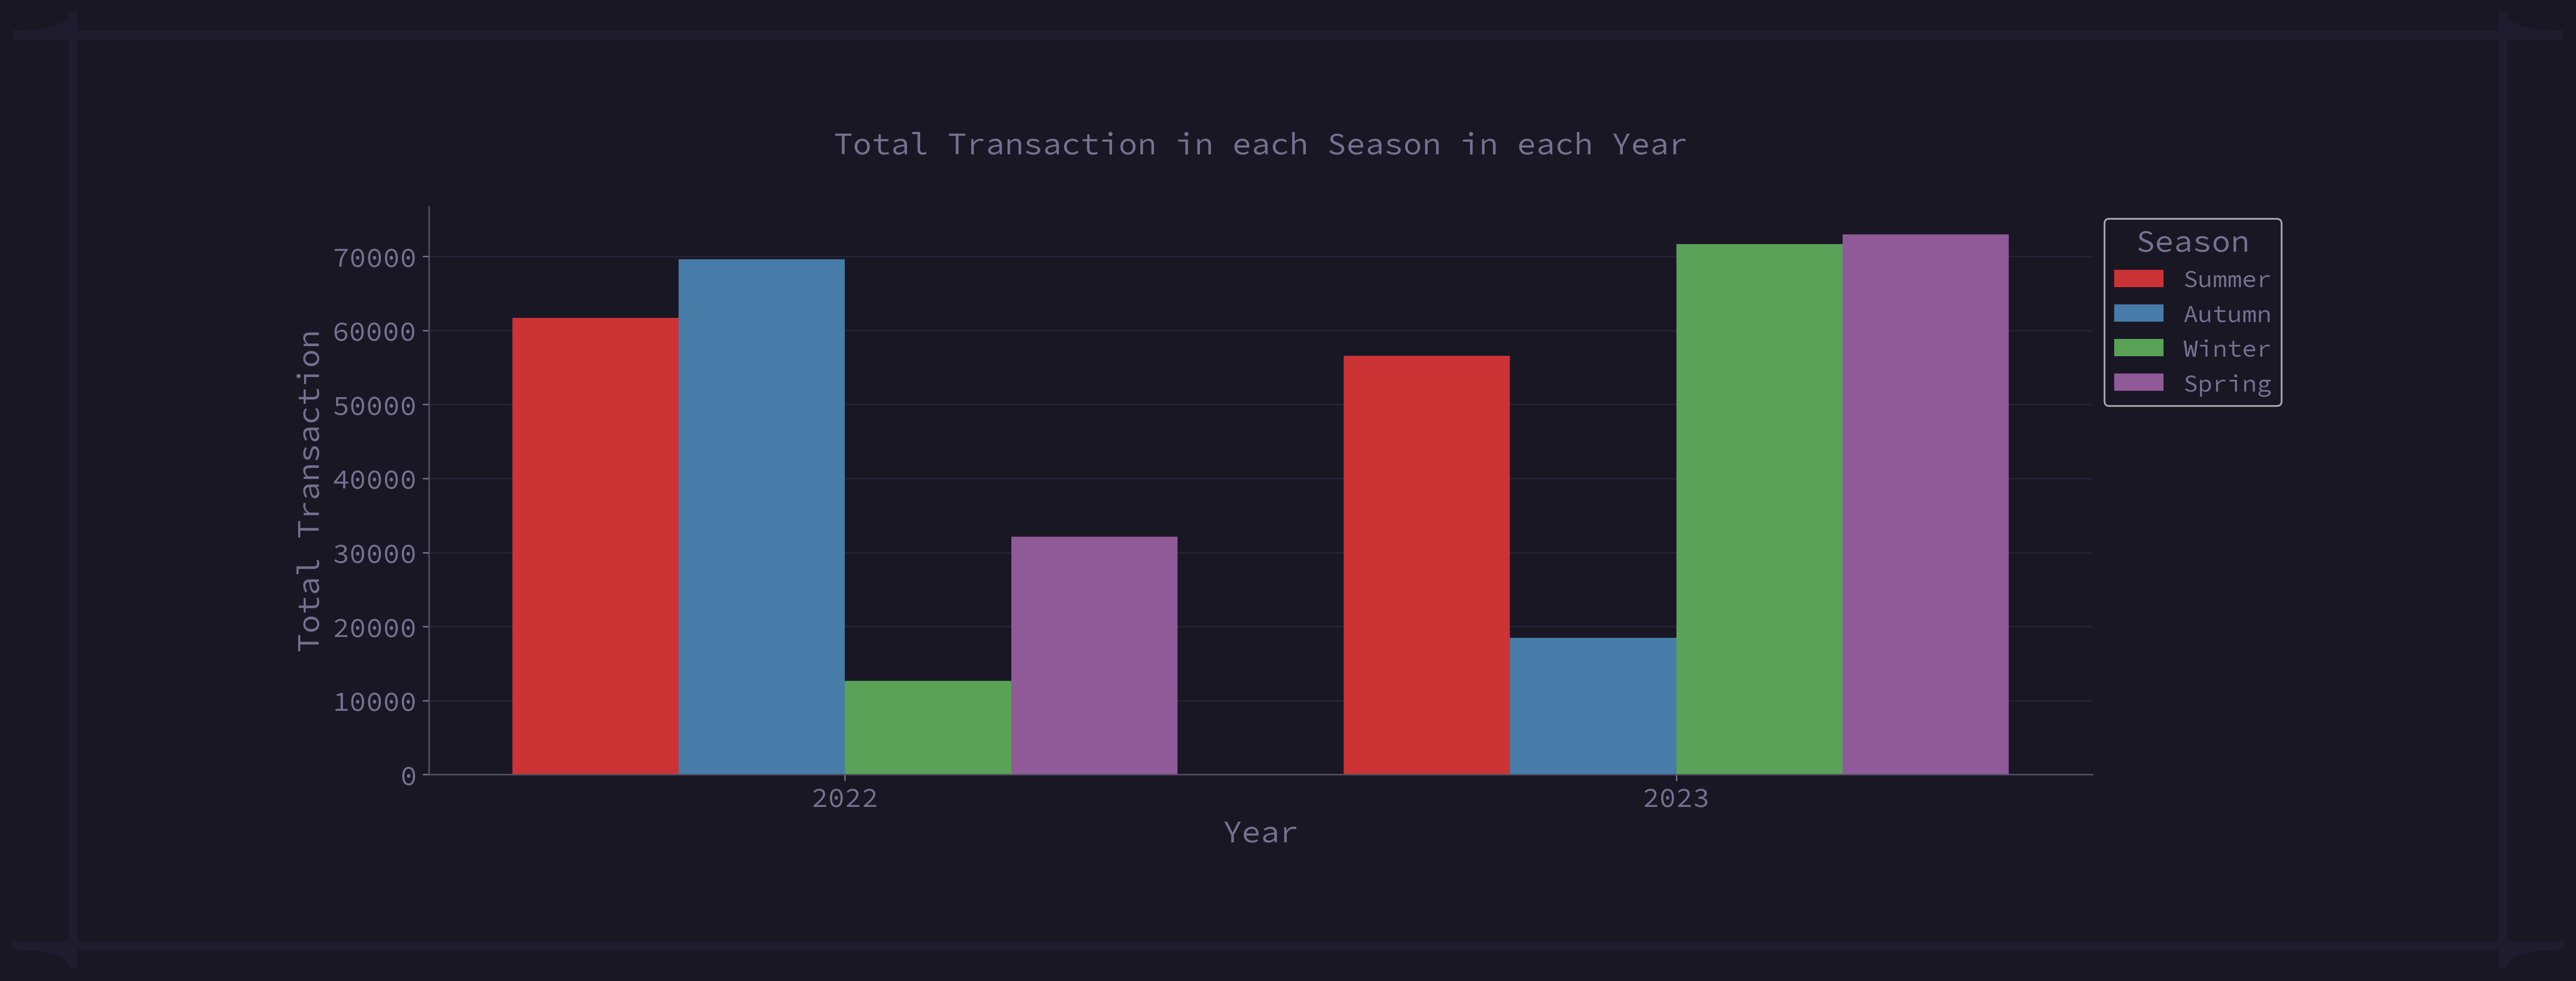 Total Transaction in each Season in each Year
Total Transaction
70000
60000
50000
40000
30000
20000
10000
0
2022
2023
Year
Season
Summer
Autumn
Winter
Spring